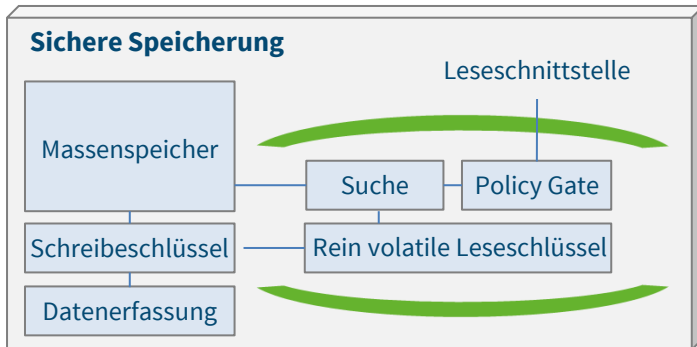 Sichere Speicherung
Leseschnittstelle
Massenspeicher
Suche
Policy Gate
Schreibeschlüssel
Rein volatile Leseschlüssel
Datenerfassung